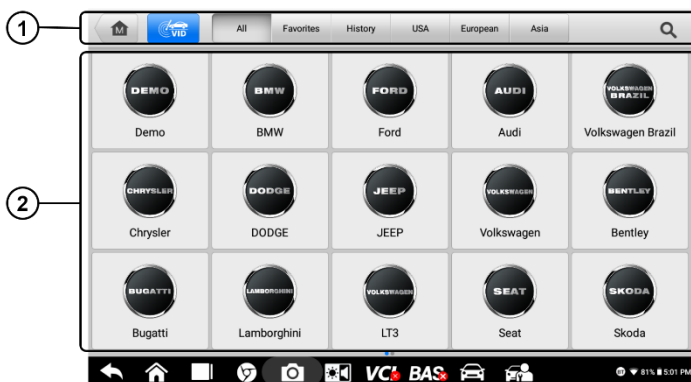 1
M
VID
All
Favorites
History
USA
European
Asia
2
DEMO
BMW
FORD
AUDI
VOLKSWAGEN
BRAZIL
Demo
BMW
Ford
Audi
Volkswagen Brazil
CHRYSLER
DODGE
JEEP
VOLKSWAGEN
BENTLEY
Chrysler
DODGE
JEEP
Volkswagen
Bentley
BUGATTI
LAMBORGHINI
VOLKSWAGEN
SEAT
SKODA
Bugatti
Lamborghini
LT3
Seat
Skoda
VCI
BAS
81%
5:01 PM